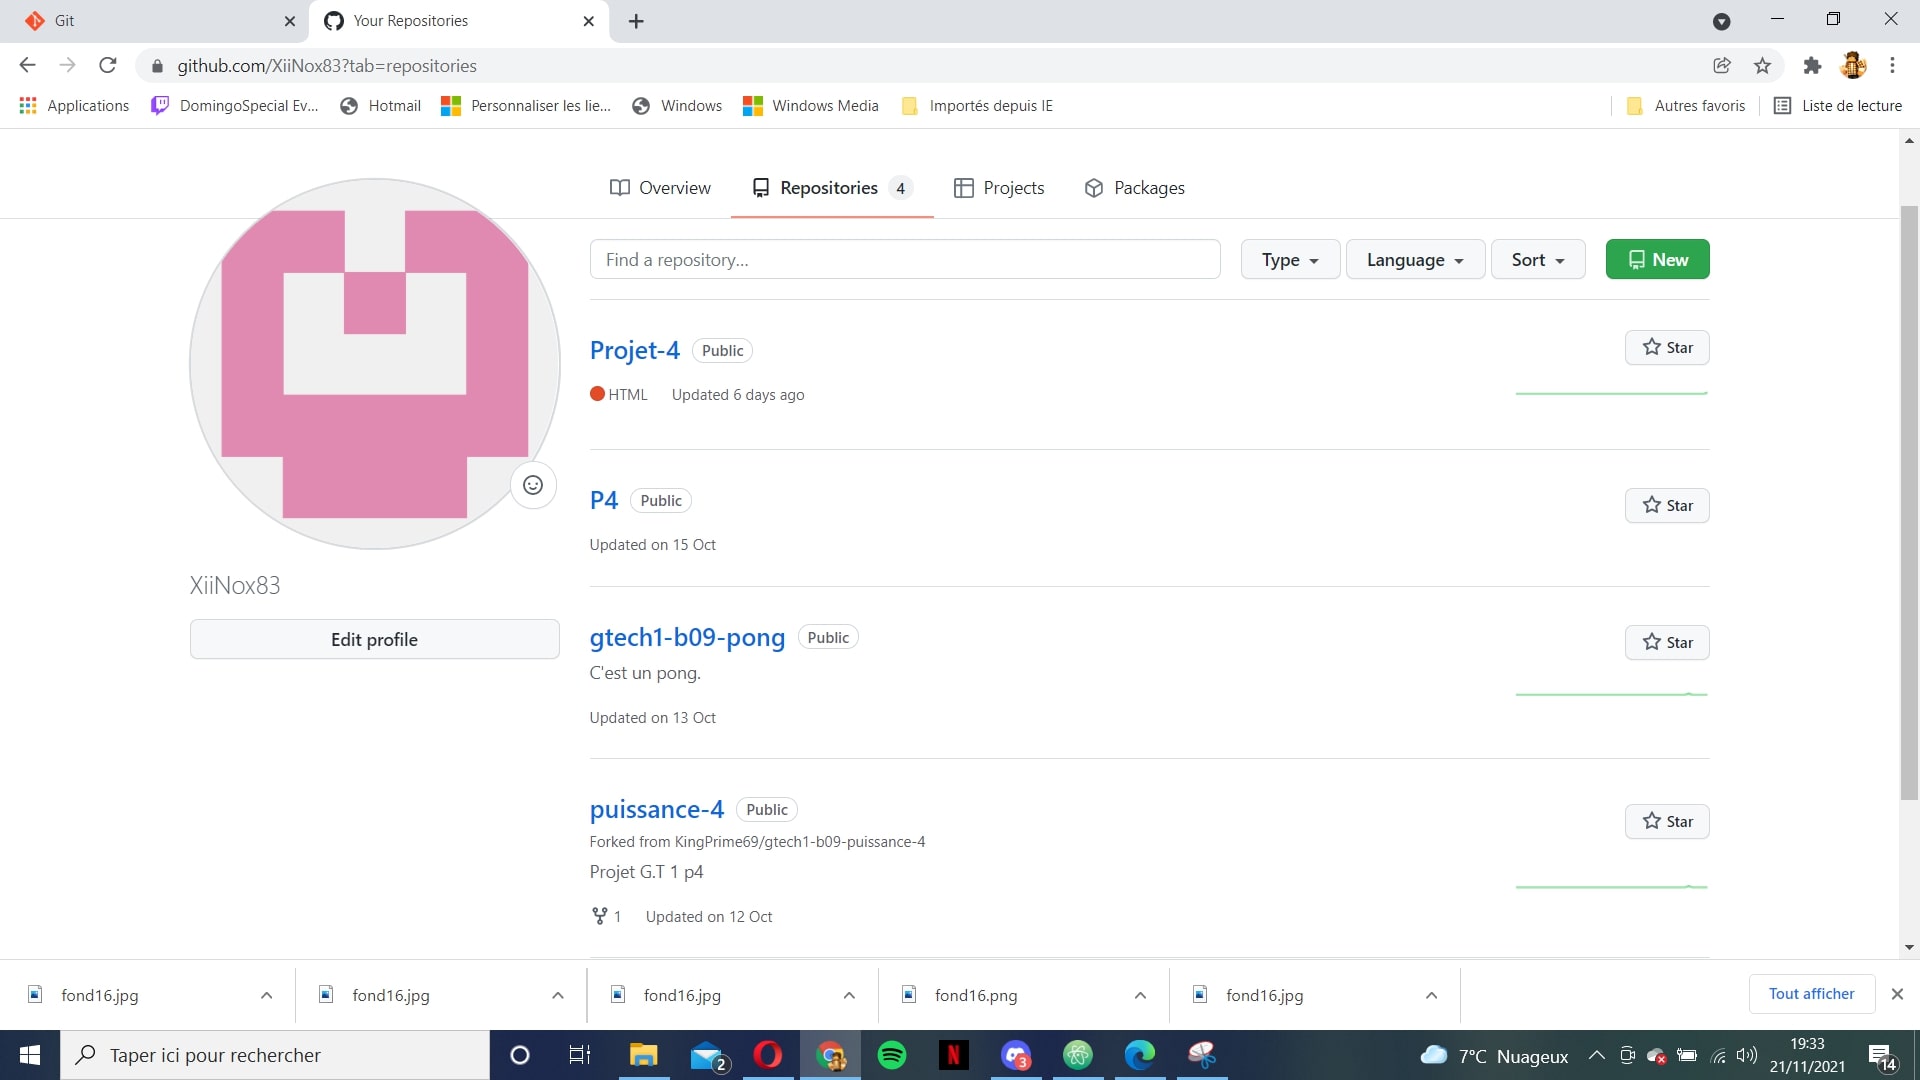 Git
Your Repositories
github.com/XiiNox83?tab=repositories
Applications
DomingoSpecial Ev...
Hotmail
Personnaliser les lie...
Windows
Windows Media
Importés depuis IE
Autres favoris
Liste de lecture
Overview
Repositories 4
Projects
Packages
Find a repository...
Type
Language
Sort
New
Projet-4 Public
Star
HTML Updated 6 days ago
P4 Public
Star
Updated on 15 Oct
gtech1-b09-pong Public
Star
C'est un pong.
Updated on 13 Oct
puissance-4 Public
Star
Forked from KingPrime69/gtech1-b09-puissance-4
Projet G.T 1 p4
1 Updated on 12 Oct
XiiNox83
Edit profile
fond16.jpg
fond16.jpg
fond16.jpg
fond16.png
fond16.jpg
Tout afficher
Taper ici pour rechercher
2
N
3
7°C Nuageux
19:33
21/11/2021
14